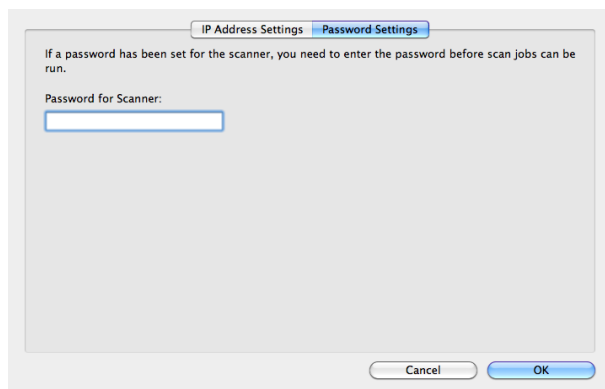 IP Address Settings Password Settings
If a password has been set for the scanner, you need to enter the password before scan jobs can be
run.
Password for Scanner:
Cancel OK